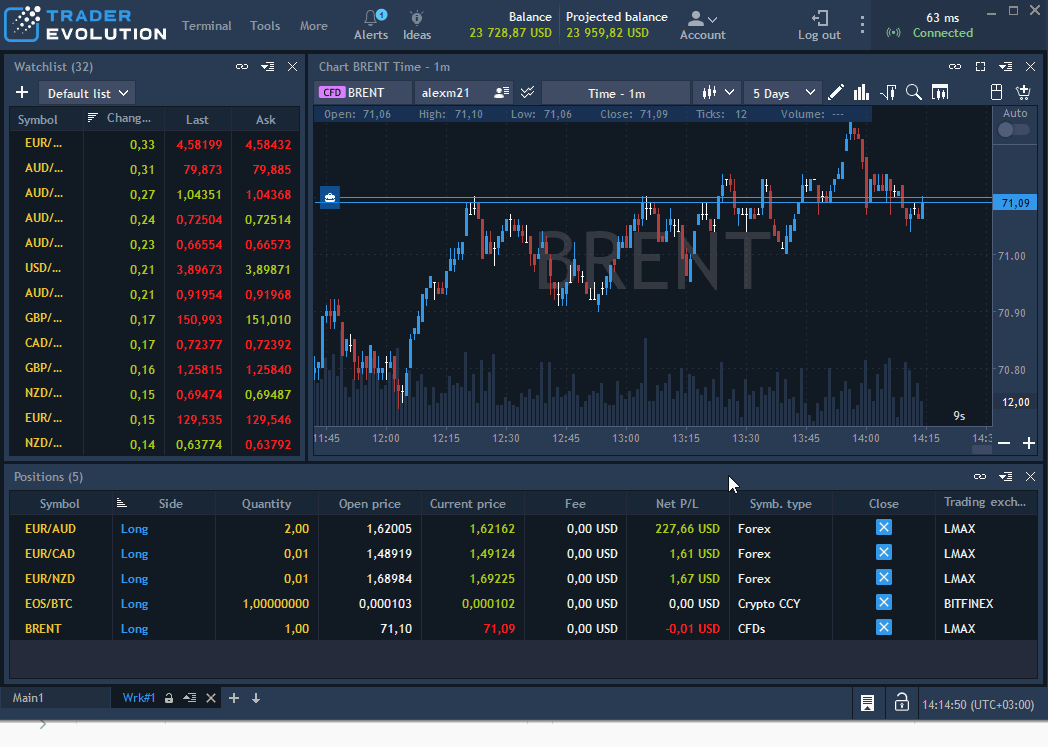 TRADER EVOLUTION
Terminal Tools More
1
Alerts Ideas
Balance 23 728,87 USD
Projected balance 23 959,82 USD
Account
Log out
63 ms
Connected
Watchlist (32)
Default list
Symbol Chang... Last Ask
EUR/... 0,33 4,58199 4,58432
AUD/... 0,31 79,873 79,885
AUD/... 0,27 1,04351 1,04368
AUD/... 0,24 0,72504 0,72514
AUD/... 0,23 0,66554 0,66573
USD/... 0,21 3,89673 3,89871
AUD/... 0,21 0,91954 0,91968
GBP/... 0,17 150,993 151,010
CAD/... 0,17 0,72377 0,72392
GBP/... 0,16 1,25815 1,25840
NZD/... 0,15 0,69474 0,69487
EUR/... 0,15 129,535 129,546
NZD/... 0,14 0,63774 0,63792
Chart BRENT Time - 1m
CFD BRENT alexm21 Time - 1m 5 Days
Open: 71,06 High: 71,10 Low: 71,06 Close: 71,09 Ticks: 12 Volume: ---
Auto
BRENT
71,09
71.00
70.90
70.80
12,00
9s
11:45 12:00 12:15 12:30 12:45 13:00 13:15 13:30 13:45 14:00 14:15 14:3
Positions (5)
Symbol Side Quantity Open price Current price Fee Net P/L Symb. type Close Trading exch...
EUR/AUD Long 2,00 1,62005 1,62162 0,00 USD 227,66 USD Forex LMAX
EUR/CAD Long 0,01 1,48919 1,49124 0,00 USD 1,61 USD Forex LMAX
EUR/NZD Long 0,01 1,68984 1,69225 0,00 USD 1,67 USD Forex LMAX
EOS/BTC Long 1,00000000 0,000103 0,000102 0,00 USD 0,00 USD Crypto CCY BITFINEX
BRENT Long 1,00 71,10 71,09 0,00 USD -0,01 USD CFDs LMAX
Main1 Wrk#1
14:14:50 (UTC+03:00)